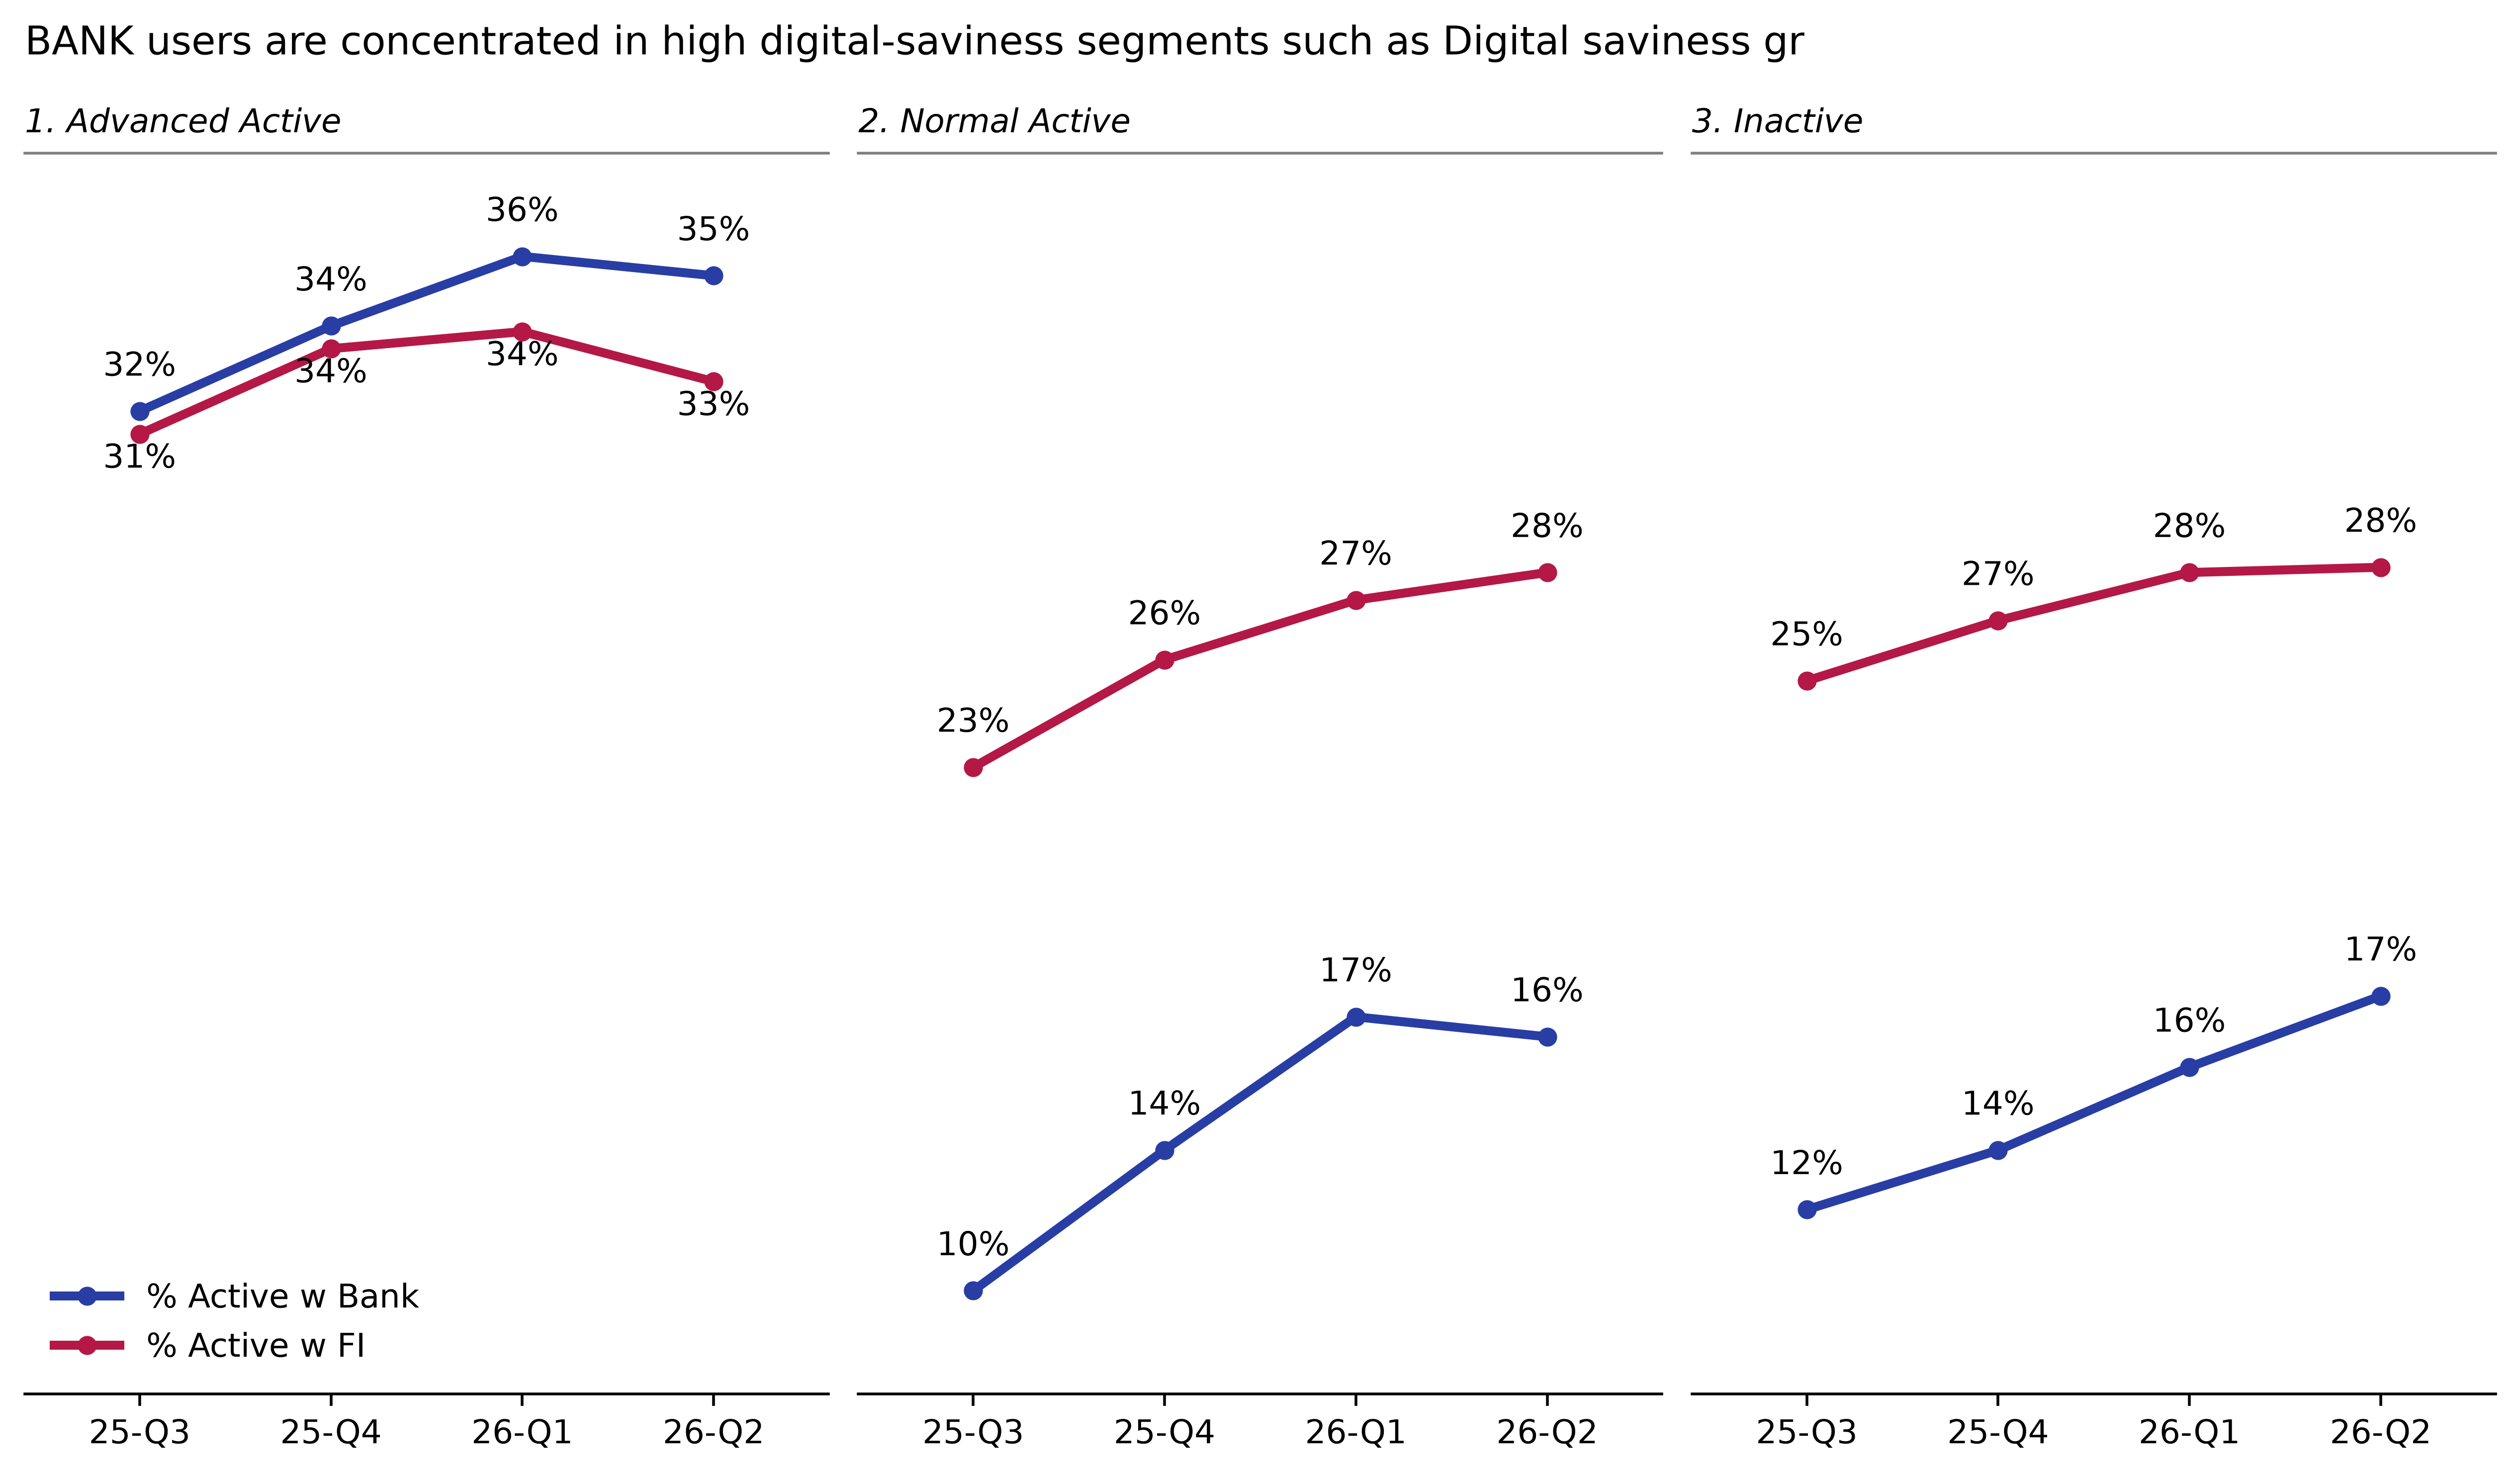 BANK users are concentrated in high digital-saviness segments such as Digital saviness gr
1. Advanced Active
32%
34%
36%
35%
31%
34%
34%
33%
% Active w Bank
% Active w FI
25-Q3 25-Q4 26-Q1 26-Q2
2. Normal Active
23%
26%
27%
28%
10%
14%
17%
16%
25-Q3 25-Q4 26-Q1 26-Q2
3. Inactive
25%
27%
28%
28%
12%
14%
16%
17%
25-Q3 25-Q4 26-Q1 26-Q2